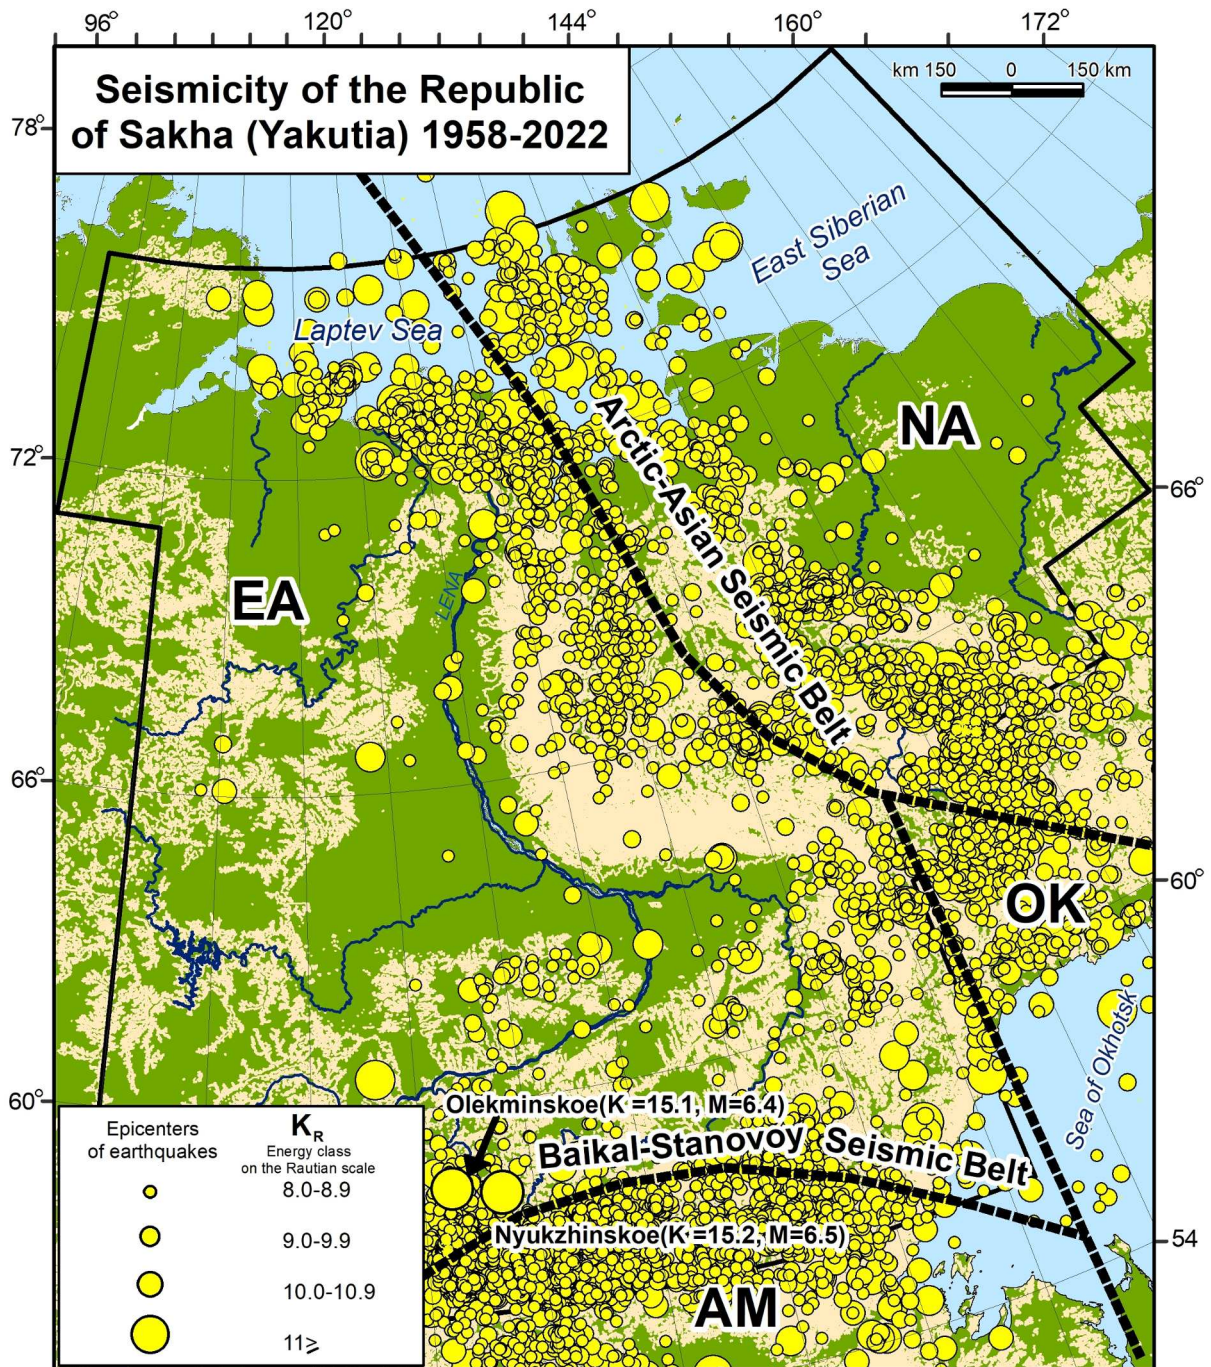 96° 120° 144° 160° 172°
Seismicity of the Republic
of Sakha (Yakutia) 1958-2022
km 150 0 150 km
78°
East Siberian
Sea
Laptev Sea
NA
72°
66°
Arctic-Asian Seismic Belt
EA
LENA
66°
60°
OK
Sea of Okhotsk
60°
Olekminskoe(K =15.1, M=6.4)
Baikal-Stanovoy Seismic Belt
Nyukzhinskoe(K =15.2, M=6.5)
54
AM
Epicenters
of earthquakes
KR
Energy class
on the Rautian scale
8.0-8.9
9.0-9.9
10.0-10.9
11≥